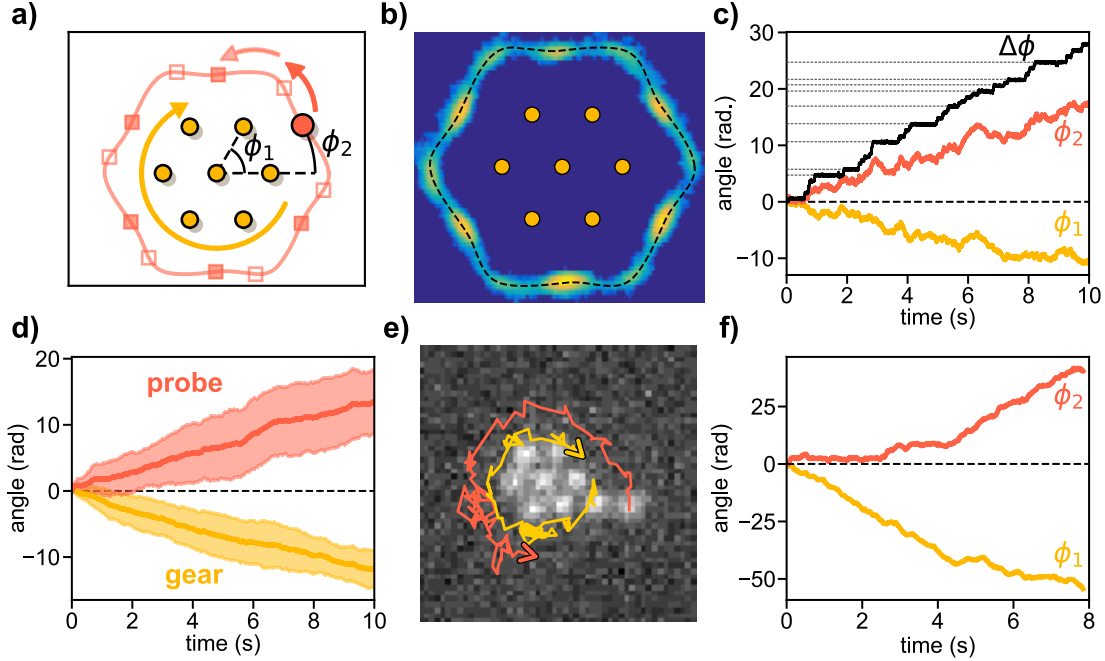 a)
ϕ1
ϕ2
b)
c)
30
20
10
0
−10
angle (rad.)
Δϕ
ϕ2
ϕ1
0
2
4
6
8
10
time (s)
d)
20
10
0
−10
angle (rad)
probe
gear
0
2
4
6
8
10
time (s)
e)
f)
25
0
−25
−50
angle (rad)
ϕ2
ϕ1
0
2
4
6
8
time (s)